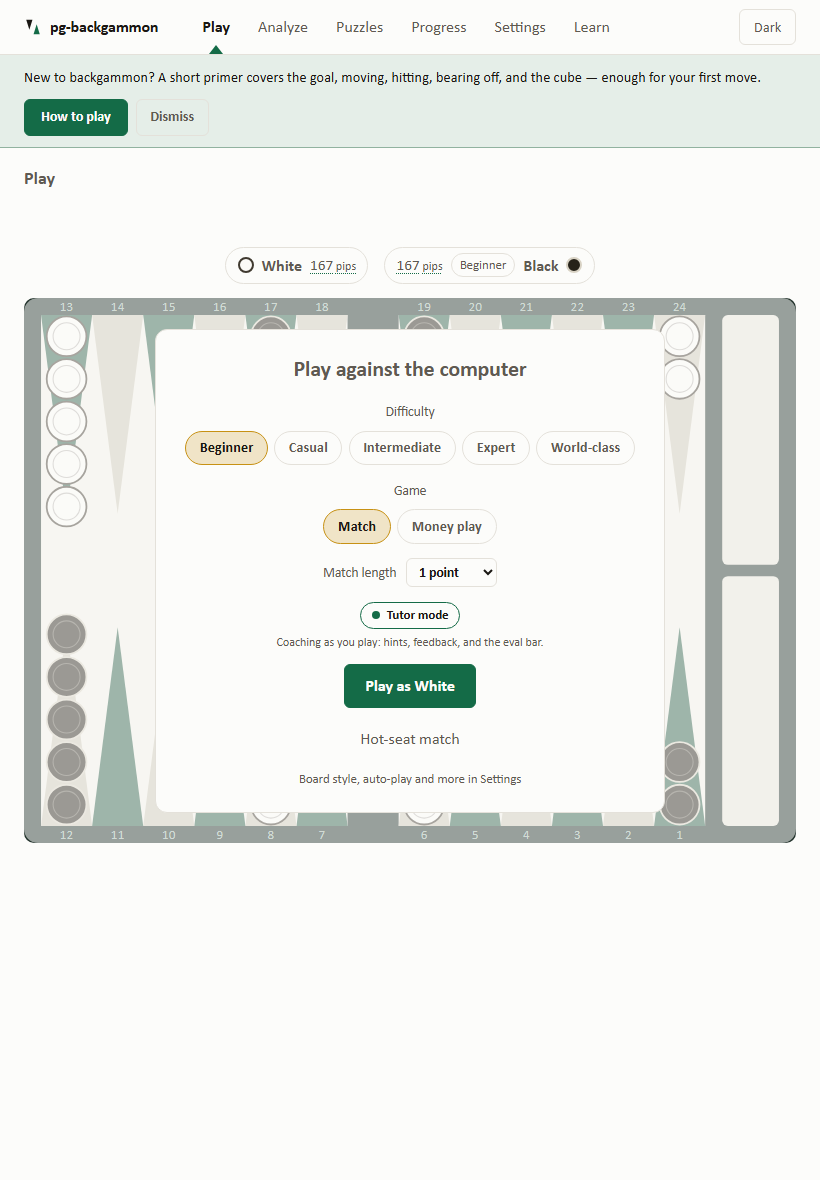 pg-backgammon Play Analyze Puzzles Progress Settings Learn Dark
New to backgammon? A short primer covers the goal, moving, hitting, bearing off, and the cube — enough for your first move.
How to play Dismiss
Play
White 167 pips 167 pips Beginner Black
13 14 15 16 17 18 19 20 21 22 23 24
Play against the computer
Difficulty
Beginner Casual Intermediate Expert World-class
Game
Match Money play
Match length 1 point
Tutor mode
Coaching as you play: hints, feedback, and the eval bar.
Play as White
Hot-seat match
Board style, auto-play and more in Settings
12 11 10 9 8 7 6 5 4 3 2 1